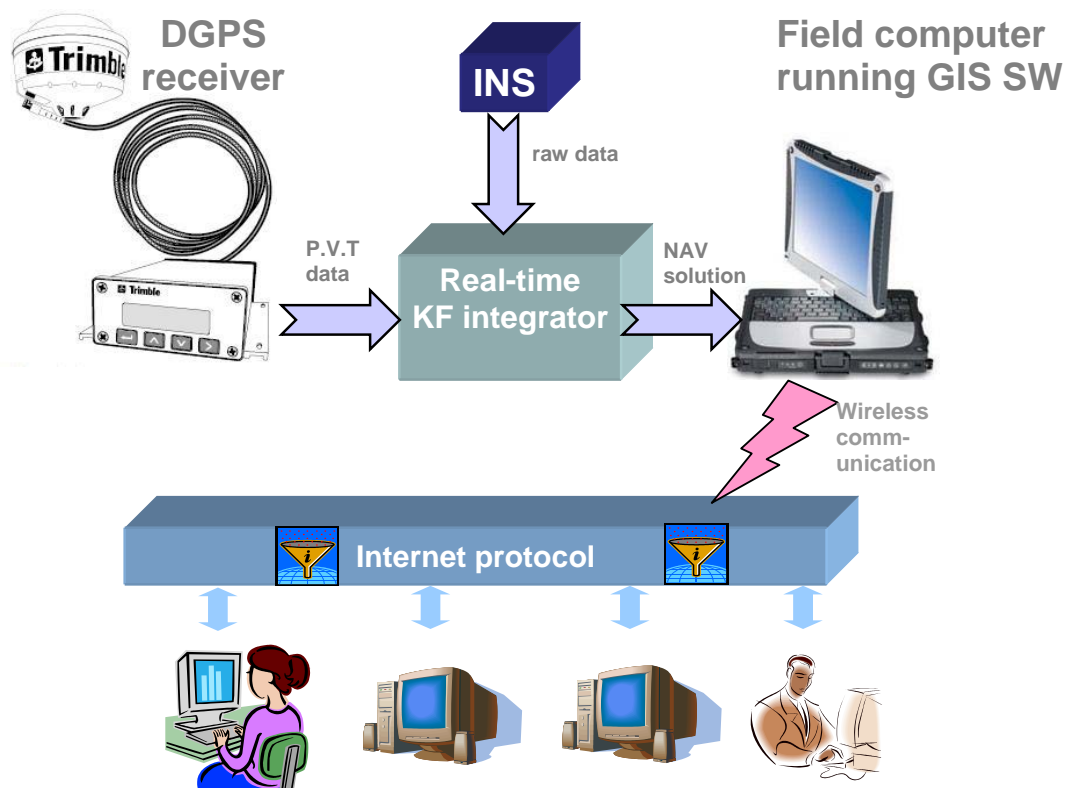 DGPS
receiver
Trimble
INS
Field computer
running GIS SW
raw data
P.V.T
data
Real-time
KF integrator
NAV
solution
Trimble
Wireless
comm-
unication
Internet protocol
i
i